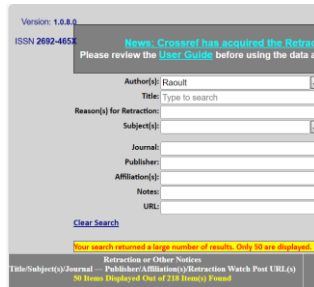 Version: 1.0.8.0
ISSN 2692-465X
News: Crossref has acquired the Retrac
Please review the User Guide before using the data a
Author(s): Raoult
Title: Type to search
Reason(s) for Retraction:
Subject(s):
Journal:
Publisher:
Affiliation(s):
Notes:
URL:
Clear Search
Your search returned a large number of results. Only 50 are displayed.
Retraction or Other Notices
Title/Subject(s)/Journal --- Publisher/Affiliation(s)/Retraction Watch Post URL(s)
50 Items Displayed Out of 218 Item(s) Found